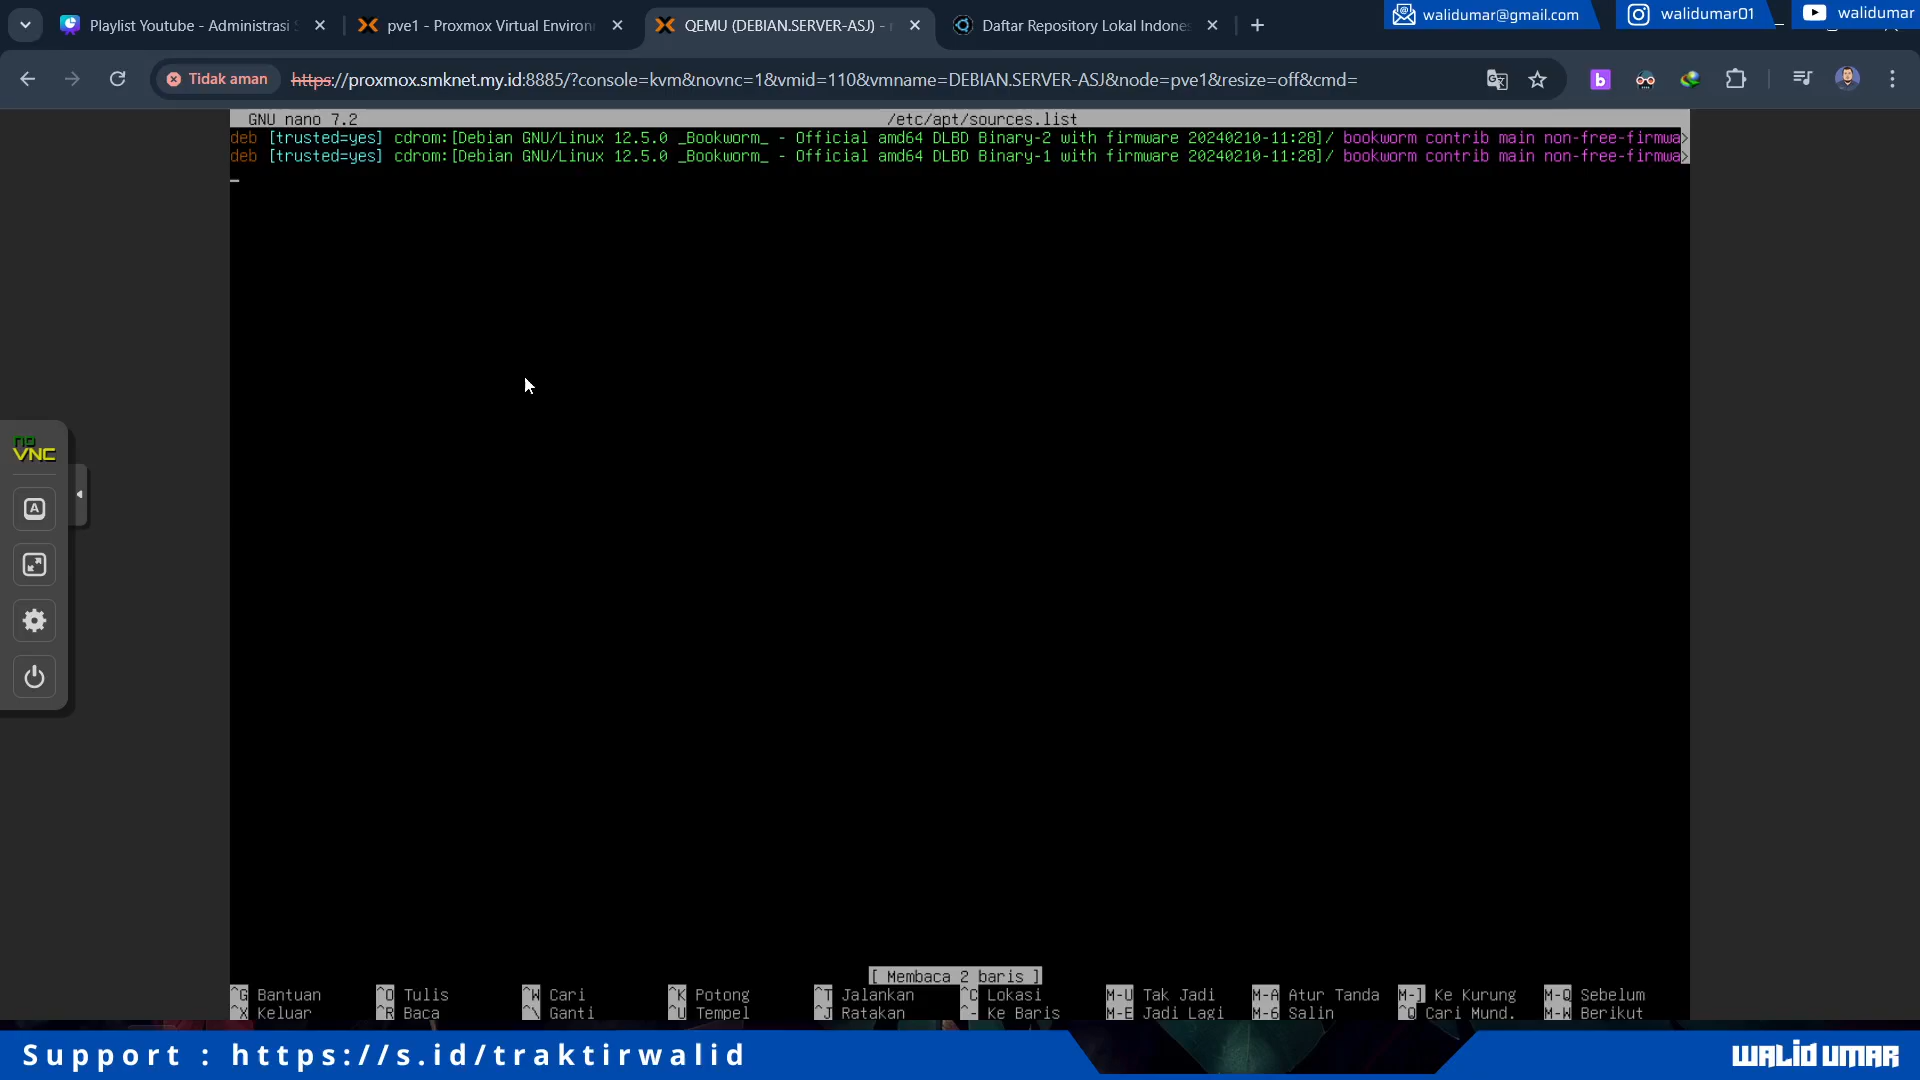 Playlist Youtube - Administrasi
pve1 - Proxmox Virtual Environ
QEMU (DEBIAN.SERVER-ASJ) -
Daftar Repository Lokal Indones
walidumar@gmail.com
walidumar01
walidumar
Tidak aman
https://proxmox.smknet.my.id:8885/?console=kvm&novnc=1&vmid=110&vmname=DEBIAN.SERVER-ASJ&node=pve1&resize=off&cmd=
GNU nano 7.2 /etc/apt/sources.list
deb [trusted=yes] cdrom:[Debian GNU/Linux 12.5.0 _Bookworm_ - Official amd64 DLBD Binary-2 with firmware 20240210-11:28]/ bookworm contrib main non-free-firmwa>
deb [trusted=yes] cdrom:[Debian GNU/Linux 12.5.0 _Bookworm_ - Official amd64 DLBD Binary-1 with firmware 20240210-11:28]/ bookworm contrib main non-free-firmwa>
no
VNC
A
[ Membaca 2 baris ]
^G Bantuan ^O Tulis ^W Cari ^K Potong ^T Jalankan ^C Lokasi M-U Tak Jadi M-A Atur Tanda M-] Ke Kurung M-Q Sebelum
^X Keluar ^R Baca ^\ Ganti ^U Tempel ^J Ratakan ^- Ke Baris M-E Jadi Lagi M-6 Salin ^Q Cari Mund. M-W Berikut
Support : https://s.id/traktirwalid
WALID UMAR